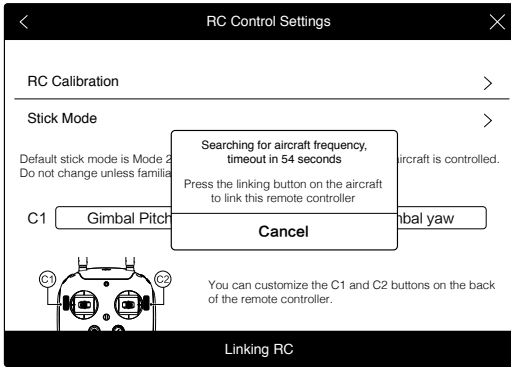 RC Control Settings
RC Calibration
Stick Mode
Default stick mode is Mode 2
ircraft is controlled.
Do not change unless familia
Searching for aircraft frequency,
timeout in 54 seconds
Press the linking button on the aircraft
to link this remote controller
Cancel
C1
Gimbal Pitch
mbal yaw
C1
C2
You can customize the C1 and C2 buttons on the back
of the remote controller.
Linking RC